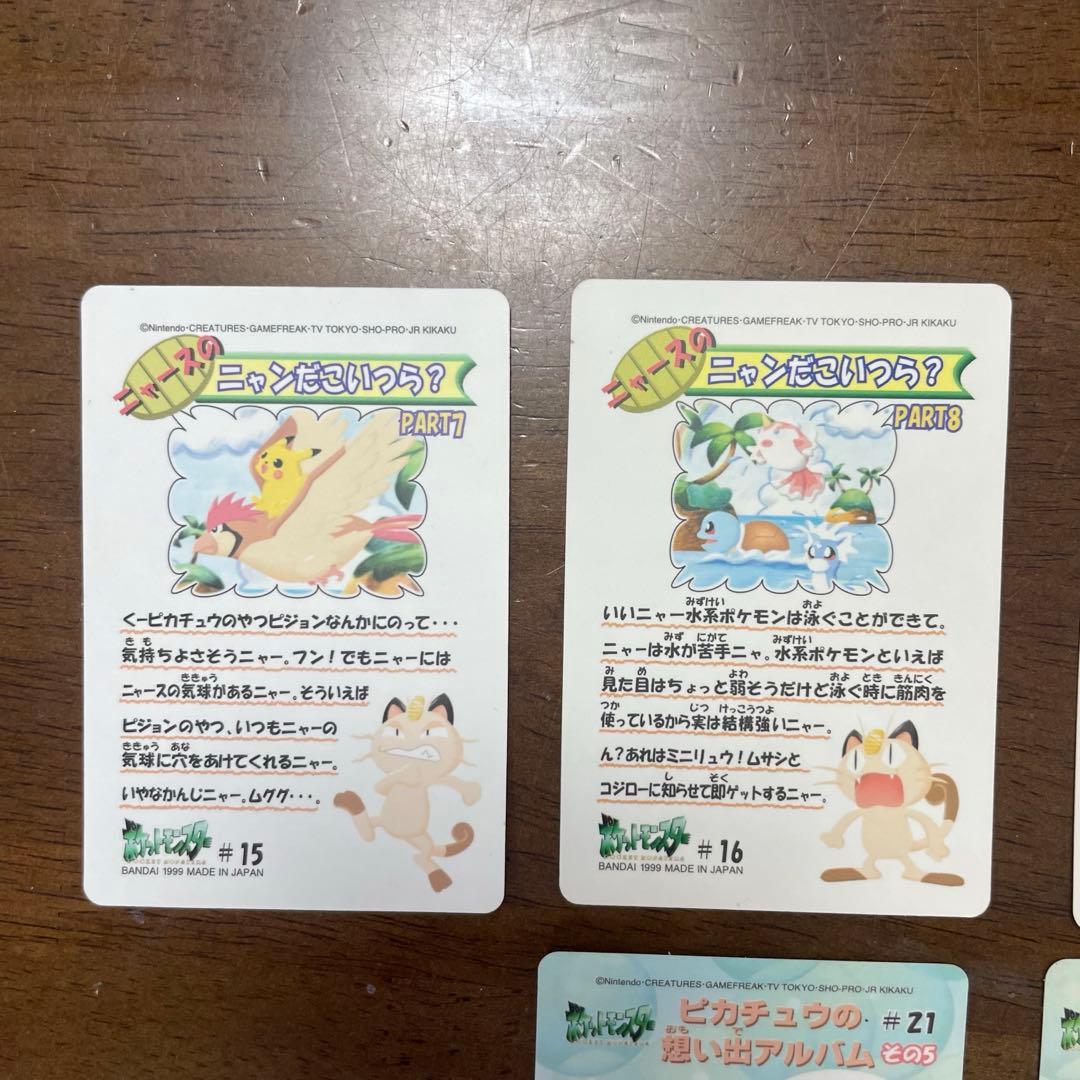 ©Nintendo・CREATURES・GAMEFREAK・TV TOKYO・SHO-PRO・JR KIKAKU
ニャースの
ニャンだこいつら?
PART7
くーピカチュウのやつピジョンなんかにのって・・・
気持ちよさそうニャー。フン!でもニャーには
ニャースの気球があるニャー。そういえば
ピジョンのやつ、いつもニャーの
気球に穴をあけてくれるニャー。
いやなかんじニャー。ムググ・・・。
ポケットモンスター
POCKET MONSTERS
#15
BANDAI 1999 MADE IN JAPAN
©Nintendo・CREATURES・GAMEFREAK・TV TOKYO・SHO-PRO・JR KIKAKU
ニャースの
ニャンだこいつら?
PART8
いいニャー水系ポケモンは泳ぐことができて。
ニャーは水が苦手ニャ。水系ポケモンといえば
見た目はちょっと弱そうだけど泳ぐ時に筋肉を
使っているから実は結構強いニャー。
ん?あれはミニリュウ!ムサシと
コジローに知らせて即ゲットするニャー。
ポケットモンスター
POCKET MONSTERS
#16
BANDAI 1999 MADE IN JAPAN
©Nintendo・CREATURES・GAMEFREAK・TV TOKYO・SHO-PRO・JR KIKAKU
ポケットモンスター
POCKET MONSTERS
ピカチュウの
#21
想い出アルバム
その5